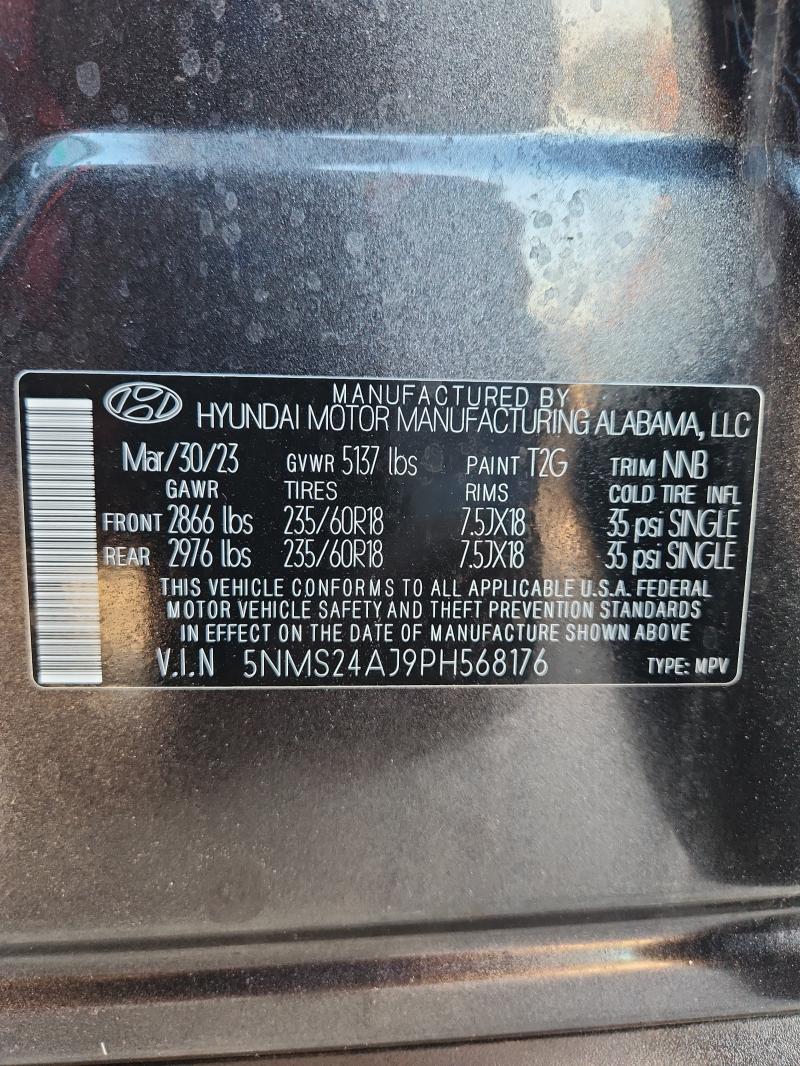 MANUFACTURED BY
HYUNDAI MOTOR MANUFACTURING ALABAMA, LLC
Mar/30/23 GVWR 5137 lbs PAINT T2G TRIM NNB
GAWR TIRES RIMS COLD TIRE INFL
FRONT 2866 lbs 235/60R18 7.5JX18 35 psi SINGLE
REAR 2976 lbs 235/60R18 7.5JX18 35 psi SINGLE
THIS VEHICLE CONFORMS TO ALL APPLICABLE U.S.A. FEDERAL
MOTOR VEHICLE SAFETY AND THEFT PREVENTION STANDARDS
IN EFFECT ON THE DATE OF MANUFACTURE SHOWN ABOVE
V.I.N 5NMS24AJ9PH568176 TYPE: MPV